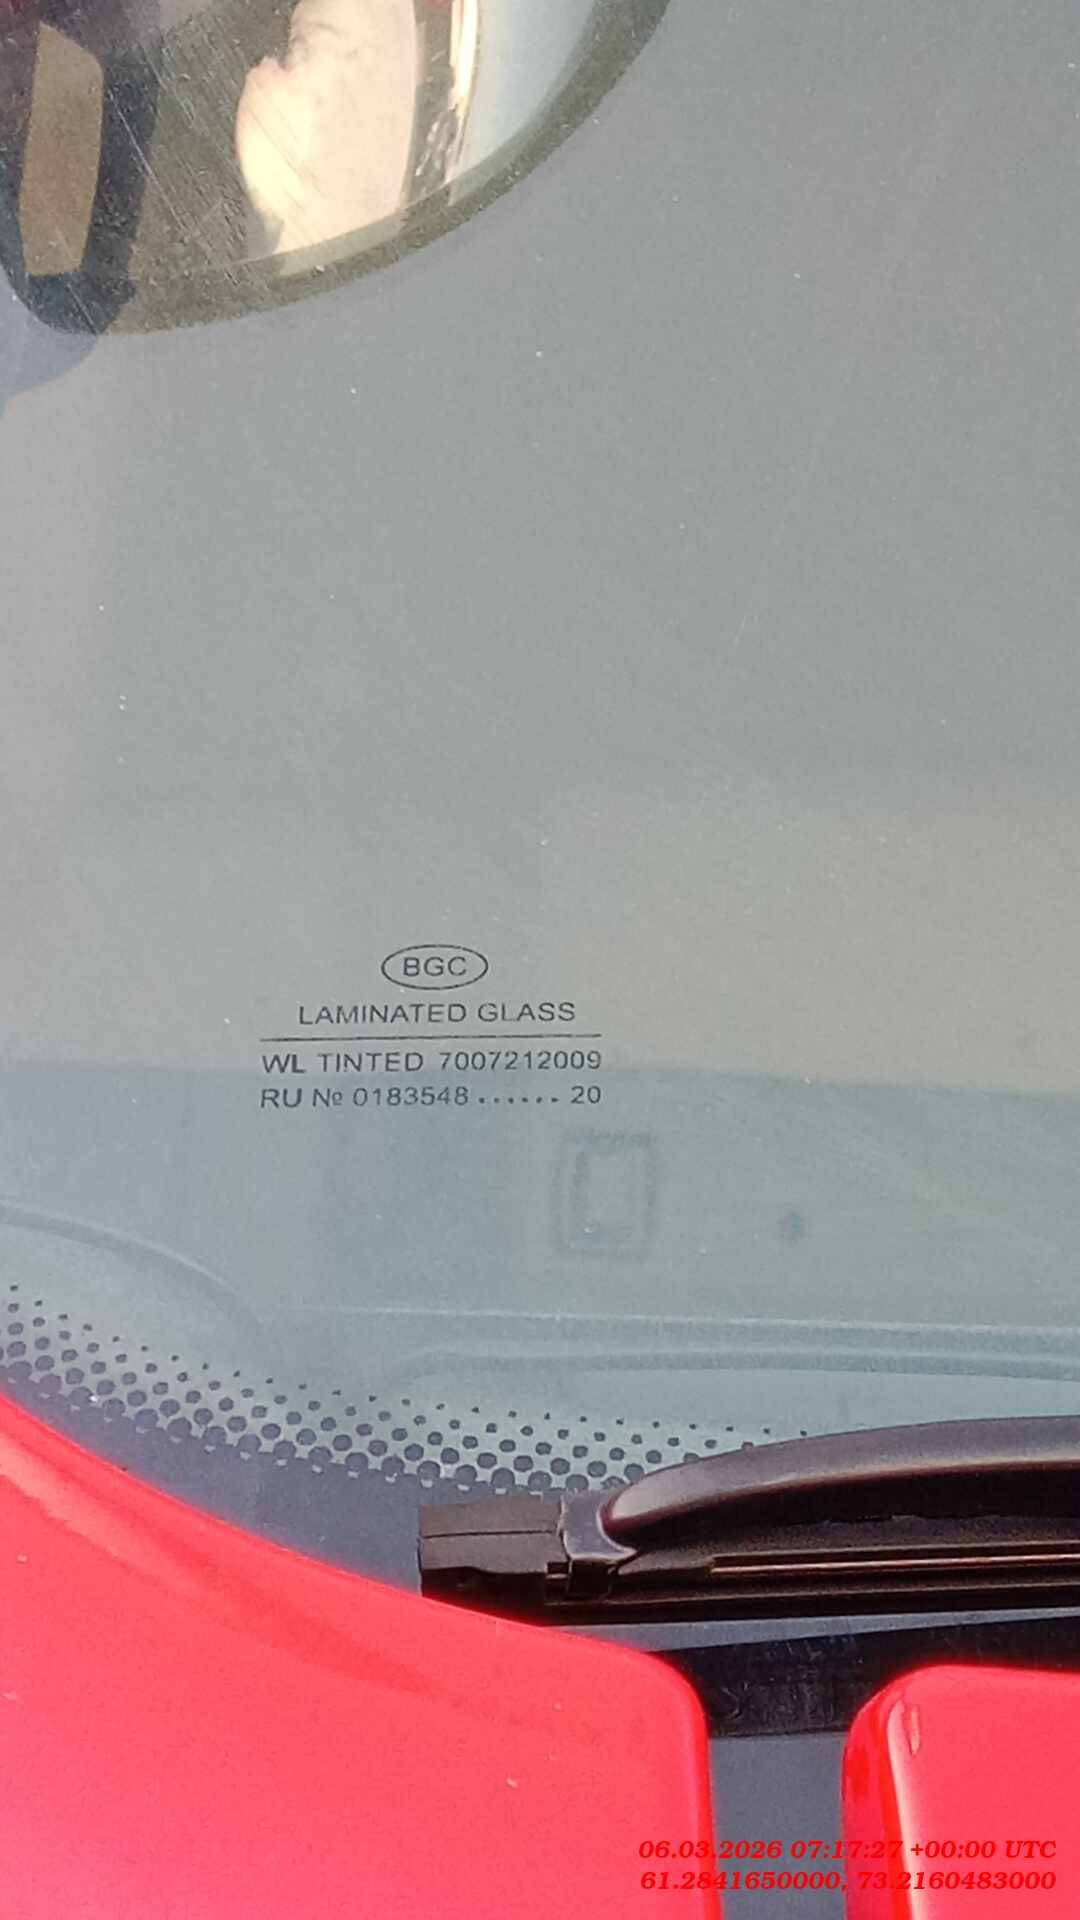 BGC
LAMINATED GLASS
WL TINTED 7007212009
RU № 0183548 ...... 20
06.03.2026 07:17:27 +00:00 UTC
61.2841650000, 73.2160483000